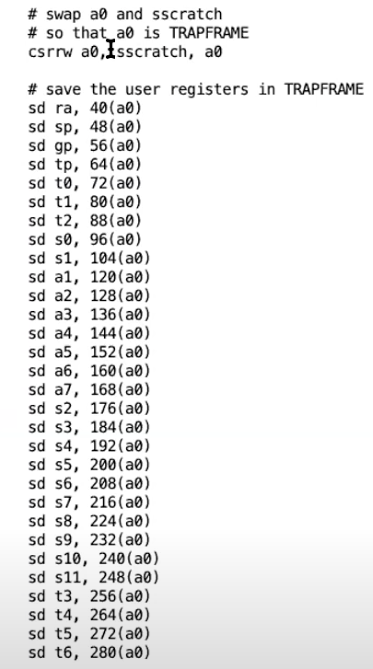 # swap a0 and sscratch
# so that a0 is TRAPFRAME
csrrw a0, sscratch, a0
# save the user registers in TRAPFRAME
sd ra, 40(a0)
sd sp, 48(a0)
sd gp, 56(a0)
sd tp, 64(a0)
sd t0, 72(a0)
sd t1, 80(a0)
sd t2, 88(a0)
sd s0, 96(a0)
sd s1, 104(a0)
sd a1, 120(a0)
sd a2, 128(a0)
sd a3, 136(a0)
sd a4, 144(a0)
sd a5, 152(a0)
sd a6, 160(a0)
sd a7, 168(a0)
sd s2, 176(a0)
sd s3, 184(a0)
sd s4, 192(a0)
sd s5, 200(a0)
sd s6, 208(a0)
sd s7, 216(a0)
sd s8, 224(a0)
sd s9, 232(a0)
sd s10, 240(a0)
sd s11, 248(a0)
sd t3, 256(a0)
sd t4, 264(a0)
sd t5, 272(a0)
sd t6, 280(a0)